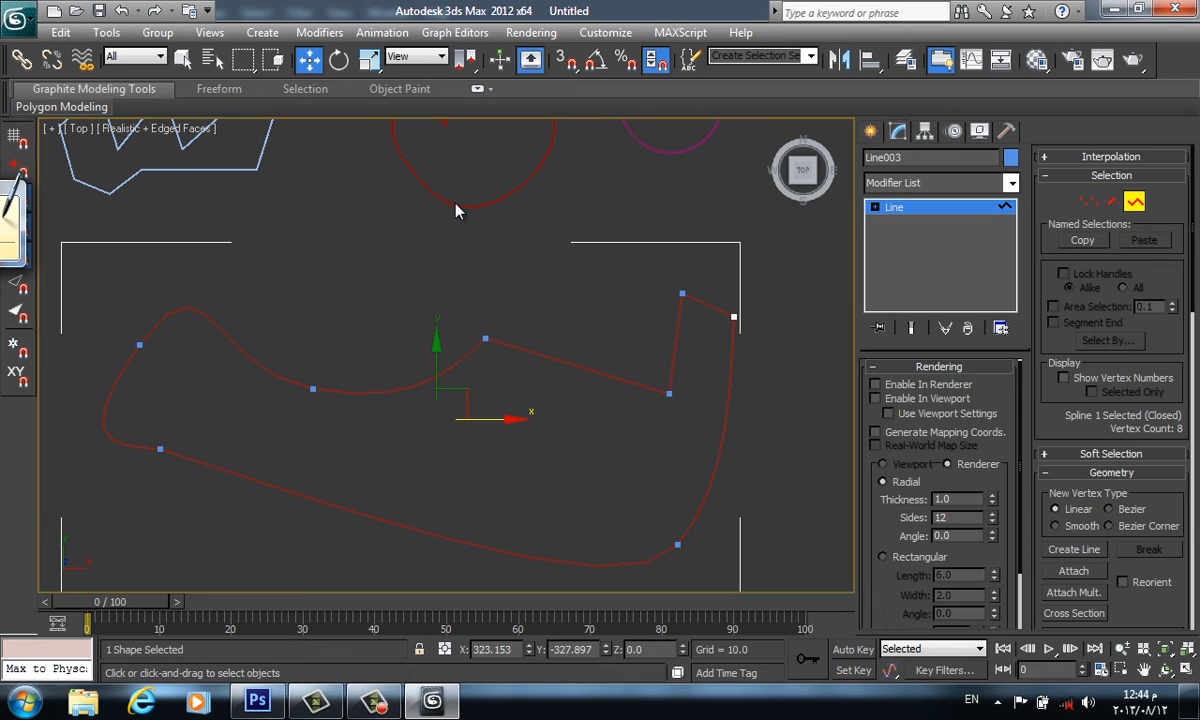 Autodesk 3ds Max 2012 x64 Untitled
Type a keyword or phrase
Edit Tools Group Views Create Modifiers Animation Graph Editors Rendering Customize MAXScript Help
All View 3 Create Selection Se
Graphite Modeling Tools Freeform Selection Object Paint
Polygon Modeling
[ + ] [ Top ] [ Realistic + Edged Faces ]
N
TOP
S
Line003
Modifier List
Line
Interpolation
Selection
Named Selections:
Copy Paste
Lock Handles
Alike All
Area Selection: 0.1
Segment End
Select By...
Display
Show Vertex Numbers
Selected Only
Spline 1 Selected (Closed)
Vertex Count: 8
Soft Selection
Geometry
New Vertex Type
Linear Bezier
Smooth Bezier Corner
Create Line Break
Attach
Attach Mult. Reorient
Cross Section
Rendering
Enable In Renderer
Enable In Viewport
Use Viewport Settings
Generate Mapping Coords.
Real-World Map Size
Viewport Renderer
Radial
Thickness: 1.0
Sides: 12
Angle: 0.0
Rectangular
Length: 6.0
Width: 2.0
Angle: 0.0
y
x
XY
y
x
z
< 0 / 100 >
0 10 20 30 40 50 60 70 80 90 100
1 Shape Selected X: 323.153 Y: -327.897 Z: 0.0 Grid = 10.0 Auto Key Selected
Max to Physc Click or click-and-drag to select objects Add Time Tag Set Key Key Filters... 0
Ps
EN
م 12:44
٢٠١٣/٠٨/١٢